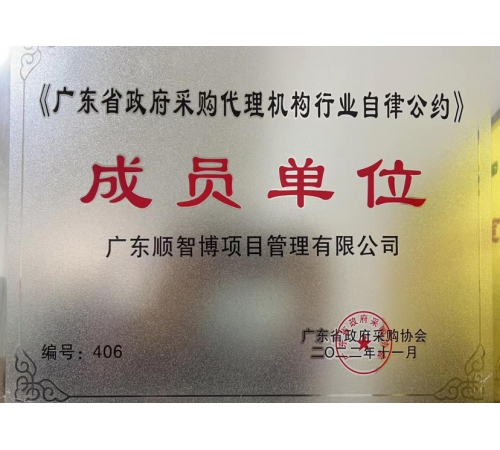 《广东省政府采购代理机构行业自律公约》
成员单位
广东顺智博项目管理有限公司
广东省政府采购协会
编号：406
二〇二二年十一月